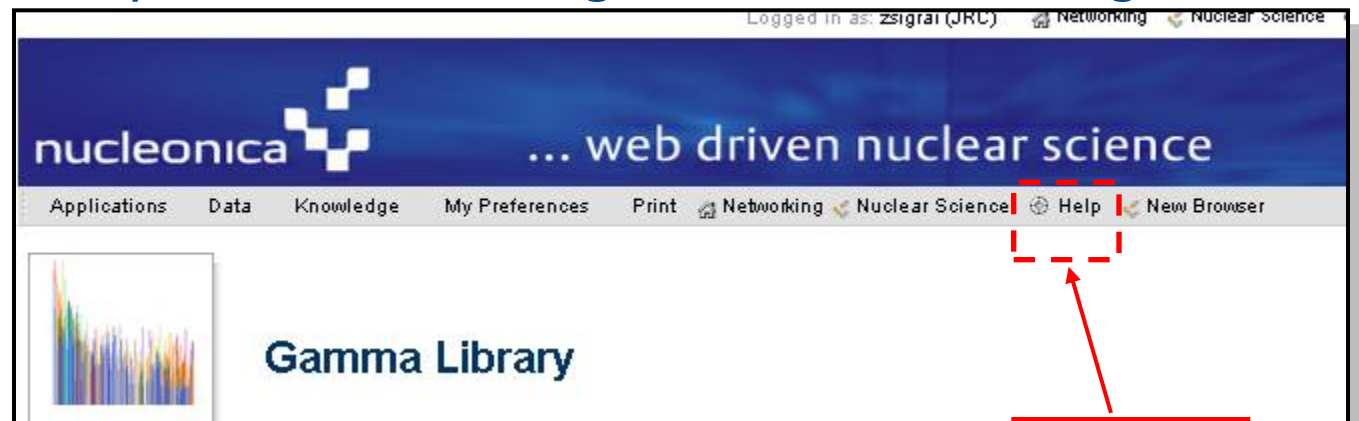 Logged in as: zsigrai (JRC) Networking Nuclear Science
nucleonica ... web driven nuclear science
Applications Data Knowledge My Preferences Print Networking Nuclear Science Help New Browser
Gamma Library